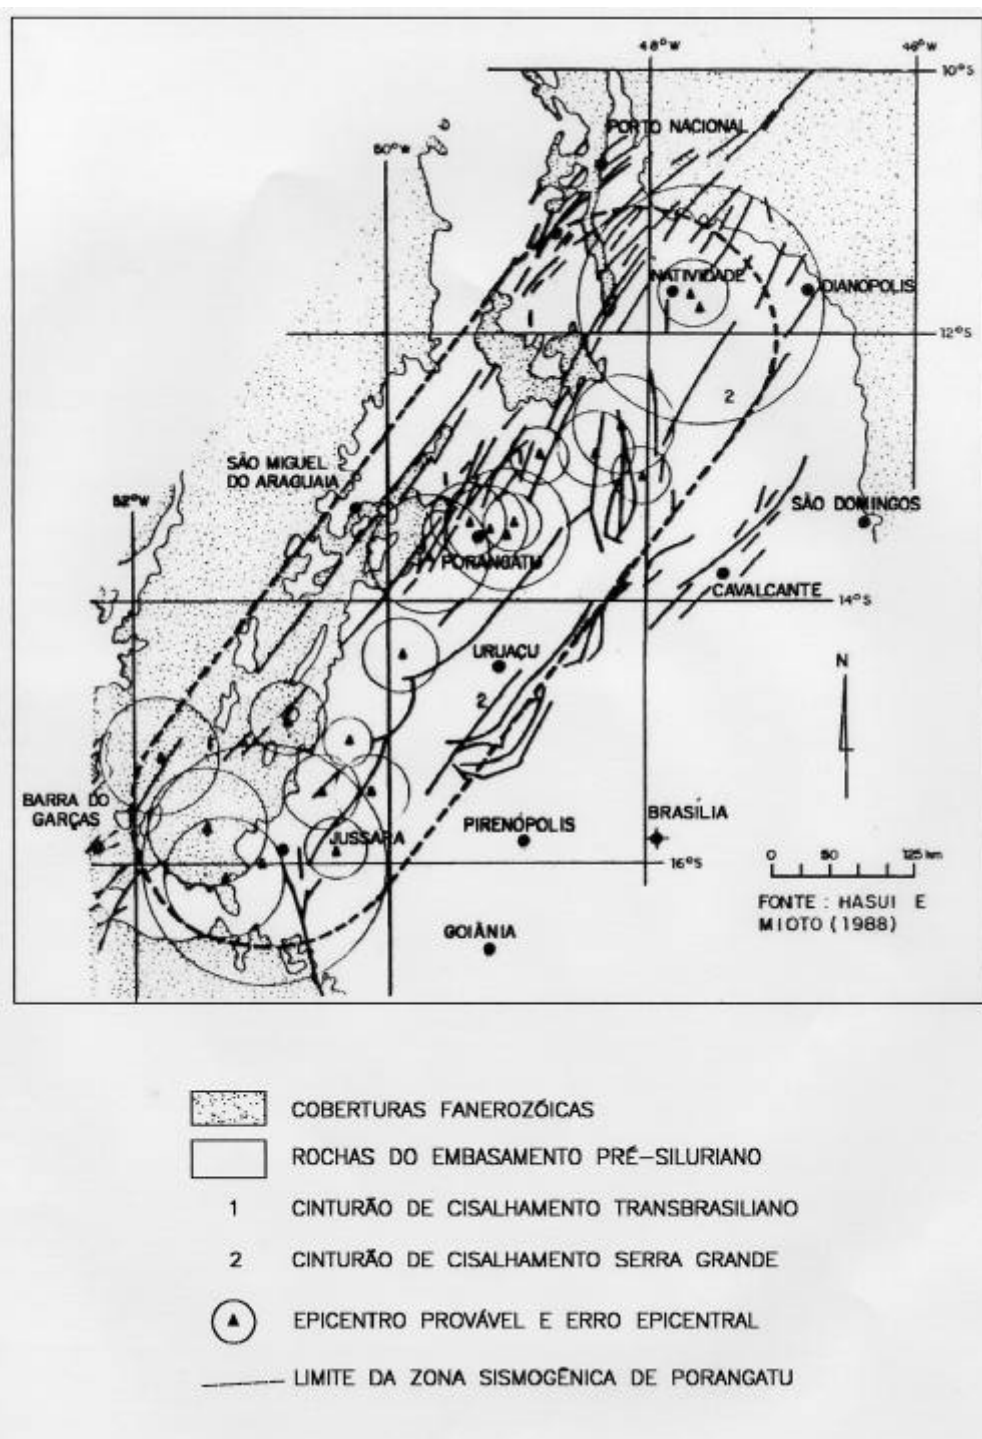 48°W
46°W
10°S
PORTO NACIONAL
50°W
NATIVIDADE
DIANOPOLIS
1
12°S
2
SÃO MIGUEL
DO ARAGUAIA
1
1
52°W
SÃO DOMINGOS
PORANGATU
CAVALCANTE
14°S
URUAÇU
N
2
BARRA DO
GARÇAS
JUSSARA
PIRENÓPOLIS
BRASÍLIA
16°S
0 50 125 km
FONTE : HASUI E
MIOTO (1988)
GOIÂNIA
COBERTURAS FANEROZÓICAS
ROCHAS DO EMBASAMENTO PRÉ-SILURIANO
1 CINTURÃO DE CISALHAMENTO TRANSBRASILIANO
2 CINTURÃO DE CISALHAMENTO SERRA GRANDE
EPICENTRO PROVÁVEL E ERRO EPICENTRAL
LIMITE DA ZONA SISMOGÊNICA DE PORANGATU